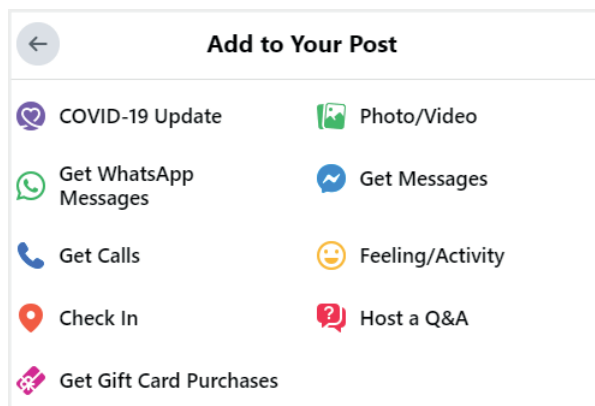 Add to Your Post
COVID-19 Update
Photo/Video
Get WhatsApp
Messages
Get Messages
Get Calls
Feeling/Activity
Check In
Host a Q&A
Get Gift Card Purchases